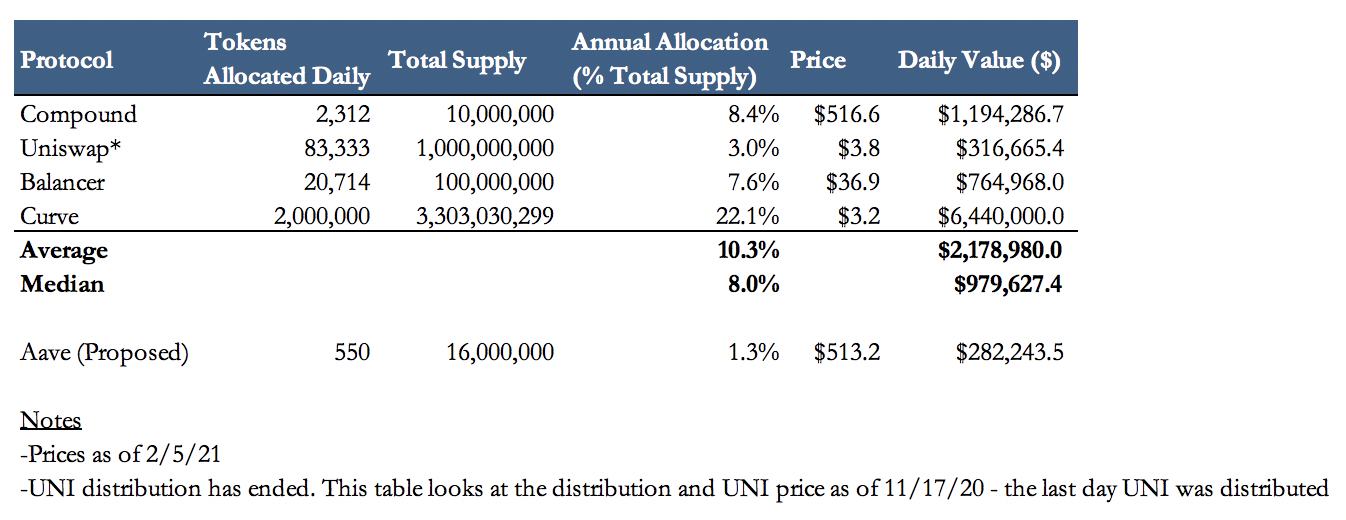 Protocol Tokens Allocated Daily Total Supply Annual Allocation (% Total Supply) Price Daily Value ($)
Compound 2,312 10,000,000 8.4% $516.6 $1,194,286.7
Uniswap* 83,333 1,000,000,000 3.0% $3.8 $316,665.4
Balancer 20,714 100,000,000 7.6% $36.9 $764,968.0
Curve 2,000,000 3,303,030,299 22.1% $3.2 $6,440,000.0
Average 10.3% $2,178,980.0
Median 8.0% $979,627.4
Aave (Proposed) 550 16,000,000 1.3% $513.2 $282,243.5
Notes
-Prices as of 2/5/21
-UNI distribution has ended. This table looks at the distribution and UNI price as of 11/17/20 - the last day UNI was distributed